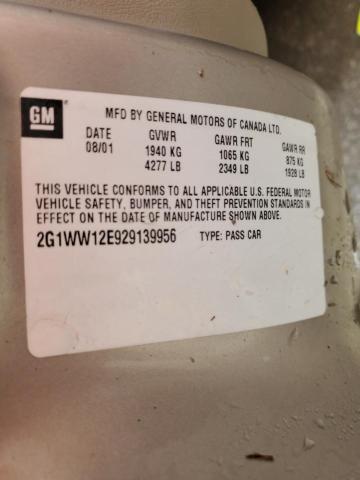 GM
MFD BY GENERAL MOTORS OF CANADA LTD.
DATE GVWR GAWR FRT GAWR RR
08/01 1940 KG 1065 KG 875 KG
4277 LB 2349 LB 1928 LB
THIS VEHICLE CONFORMS TO ALL APPLICABLE U.S. FEDERAL MOTOR
VEHICLE SAFETY, BUMPER, AND THEFT PREVENTION STANDARDS IN
EFFECT ON THE DATE OF MANUFACTURE SHOWN ABOVE.
2G1WW12E929139956 TYPE: PASS CAR